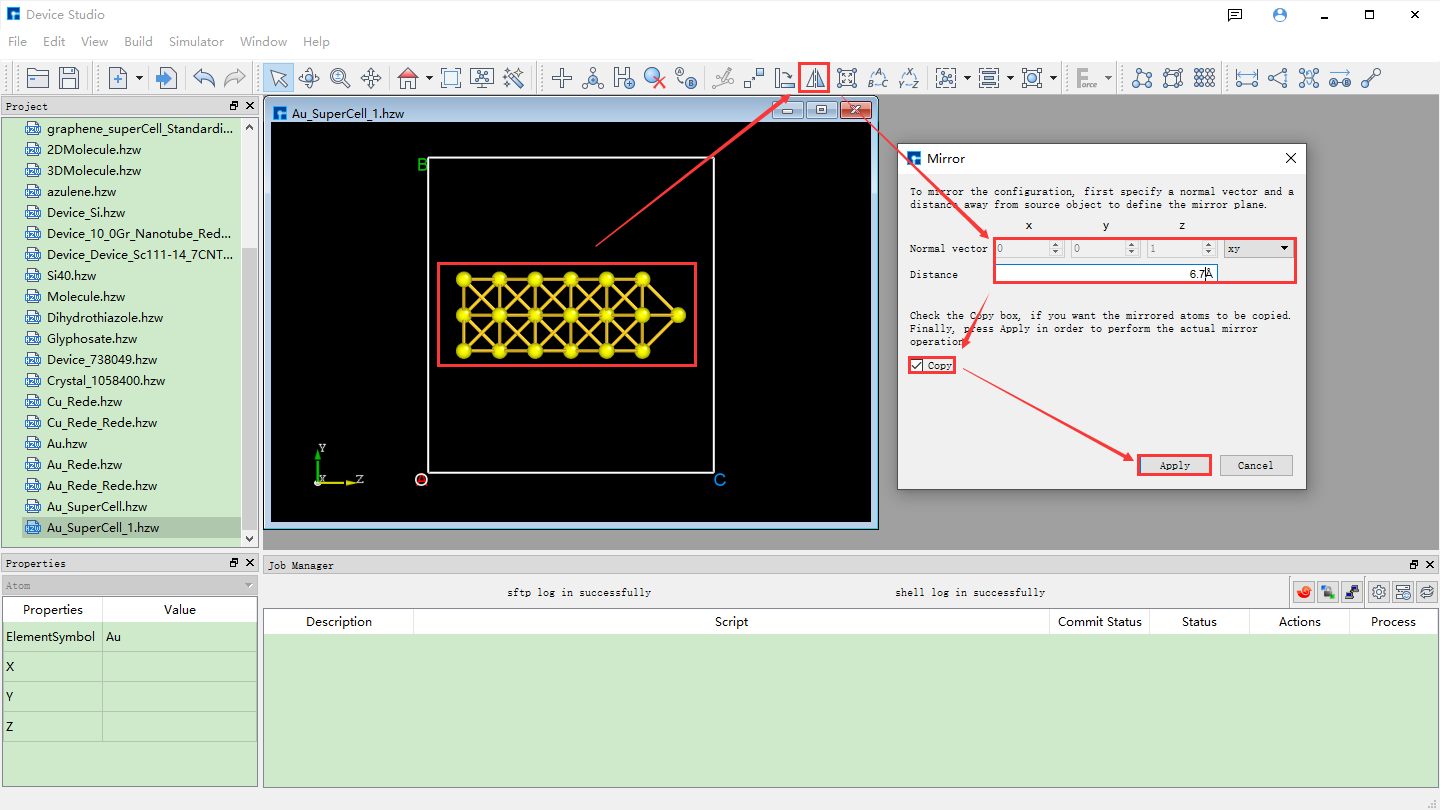 Device Studio
File Edit View Build Simulator Window Help
A B-C
X Y-Z
Force
Project
graphene_superCell_Standardi...
2DMolecule.hzw
3DMolecule.hzw
azulene.hzw
Device_Si.hzw
Device_10_0Gr_Nanotube_Red...
Device_Device_Sc111-14_7CNT...
Si40.hzw
Molecule.hzw
Dihydrothiazole.hzw
Glyphosate.hzw
Device_738049.hzw
Crystal_1058400.hzw
Cu_Rede.hzw
Cu_Rede_Rede.hzw
Au.hzw
Au_Rede.hzw
Au_Rede_Rede.hzw
Au_SuperCell.hzw
Au_SuperCell_1.hzw
Au_SuperCell_1.hzw
B
Y
X
Z
C
Mirror
To mirror the configuration, first specify a normal vector and a
distance away from source object to define the mirror plane.
x y z
Normal vector 0 0 1 xy
Distance 6.7Å
Check the Copy box, if you want the mirrored atoms to be copied.
Finally, press Apply in order to perform the actual mirror
operation
Copy
Apply Cancel
Properties
Atom
Properties Value
ElementSymbol Au
X
Y
Z
Job Manager
sftp log in successfully shell log in successfully
Description Script Commit Status Status Actions Process